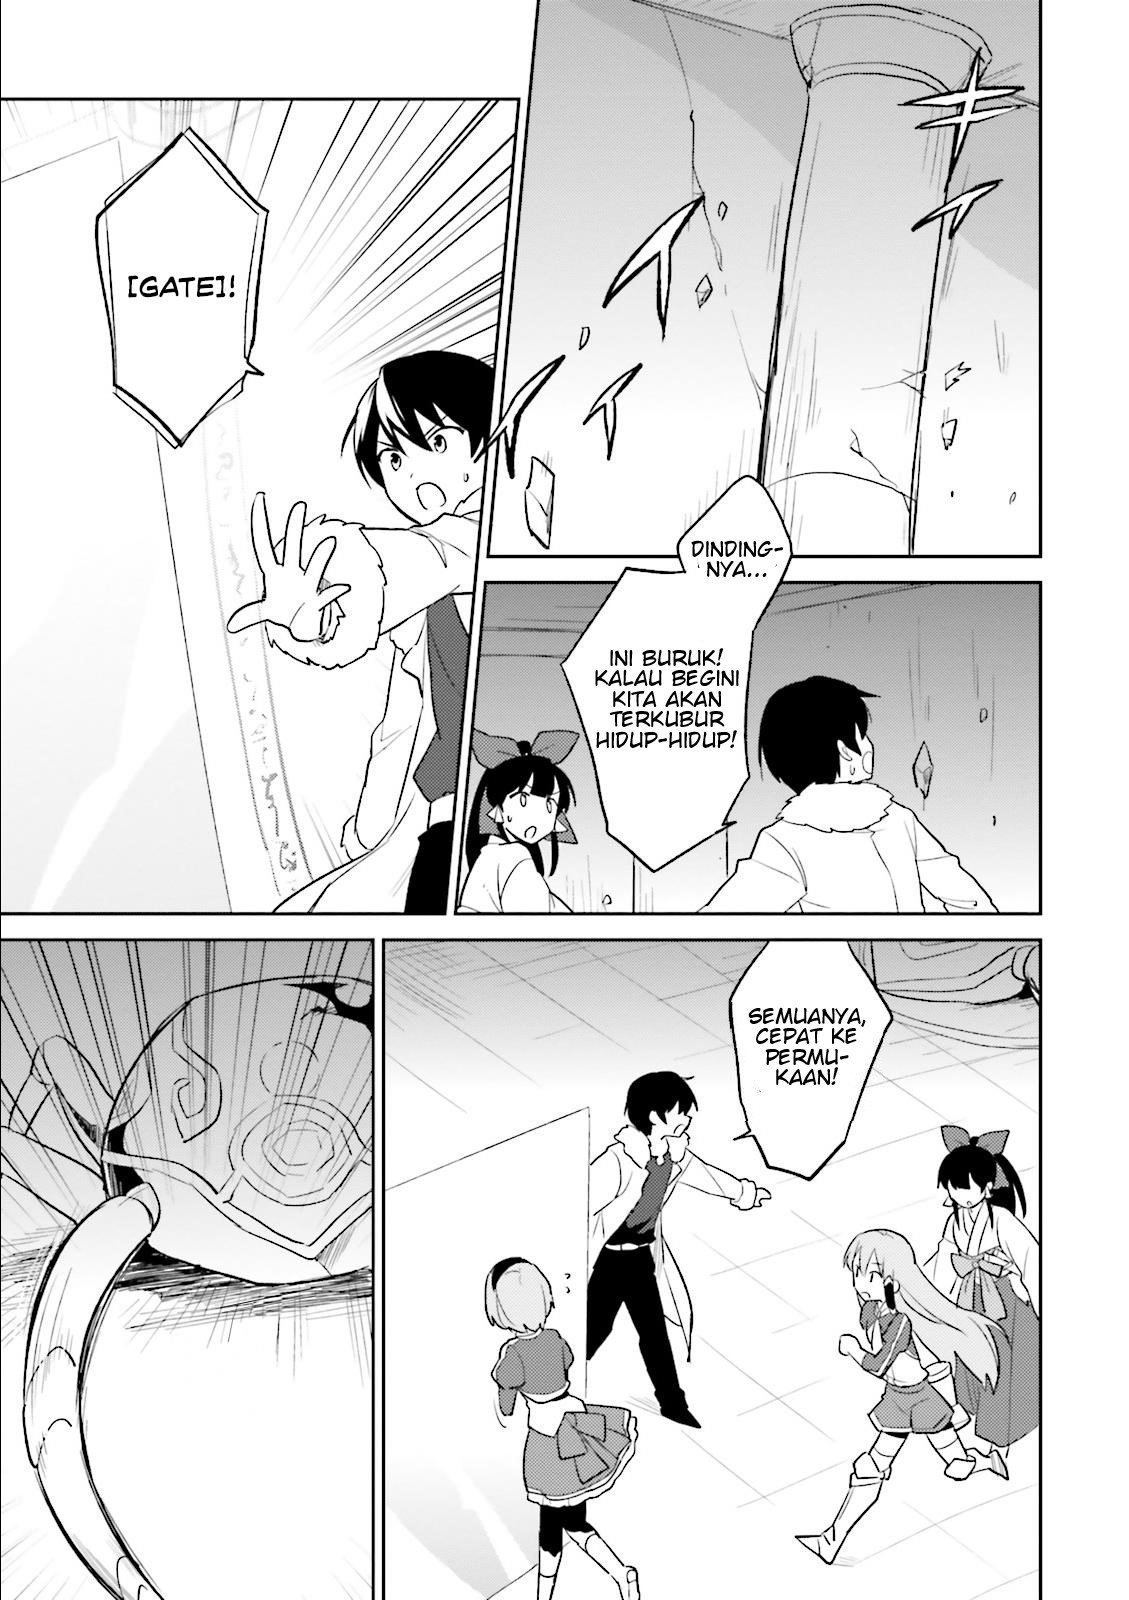 DINDING-
NYA...
INI BURUK!
KALAU BEGINI
KITA AKAN
TERKUBUR
HIDUP-HIDUP!
[GATE]!
SEMUANYA,
CEPAT KE
PERMU-
KAAN!